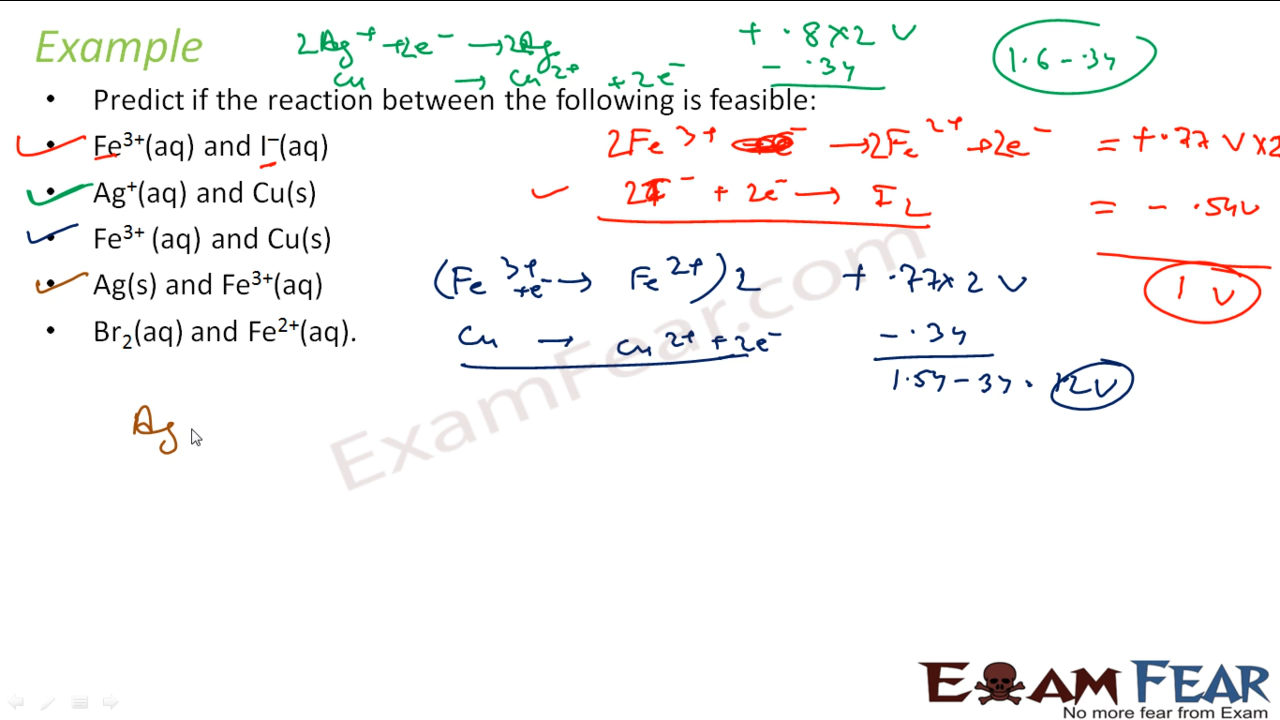 Example
2Ag⁺ + 2e⁻ → 2Ag + .8×2 V
Cu → Cu²⁺ + 2e⁻ - .34
1.6 - .34
• Predict if the reaction between the following is feasible:
• Fe³⁺(aq) and I⁻(aq)
2Fe³⁺ e⁻ → 2Fe²⁺ + 2e⁻ = + .77 V × 2
• Ag⁺(aq) and Cu(s)
2I⁻ + 2e⁻ → I₂ = - .54V
• Fe³⁺ (aq) and Cu(s)
• Ag(s) and Fe³⁺(aq)
(Fe³⁺ +e⁻ → Fe²⁺)2 + .77×2 V
1 V
• Br₂(aq) and Fe²⁺(aq).
Cu → Cu²⁺ + 2e⁻ - .34
1.54 - 34 . 12V
Ag
ExamFear.com
EXAM FEAR
No more fear from Exam